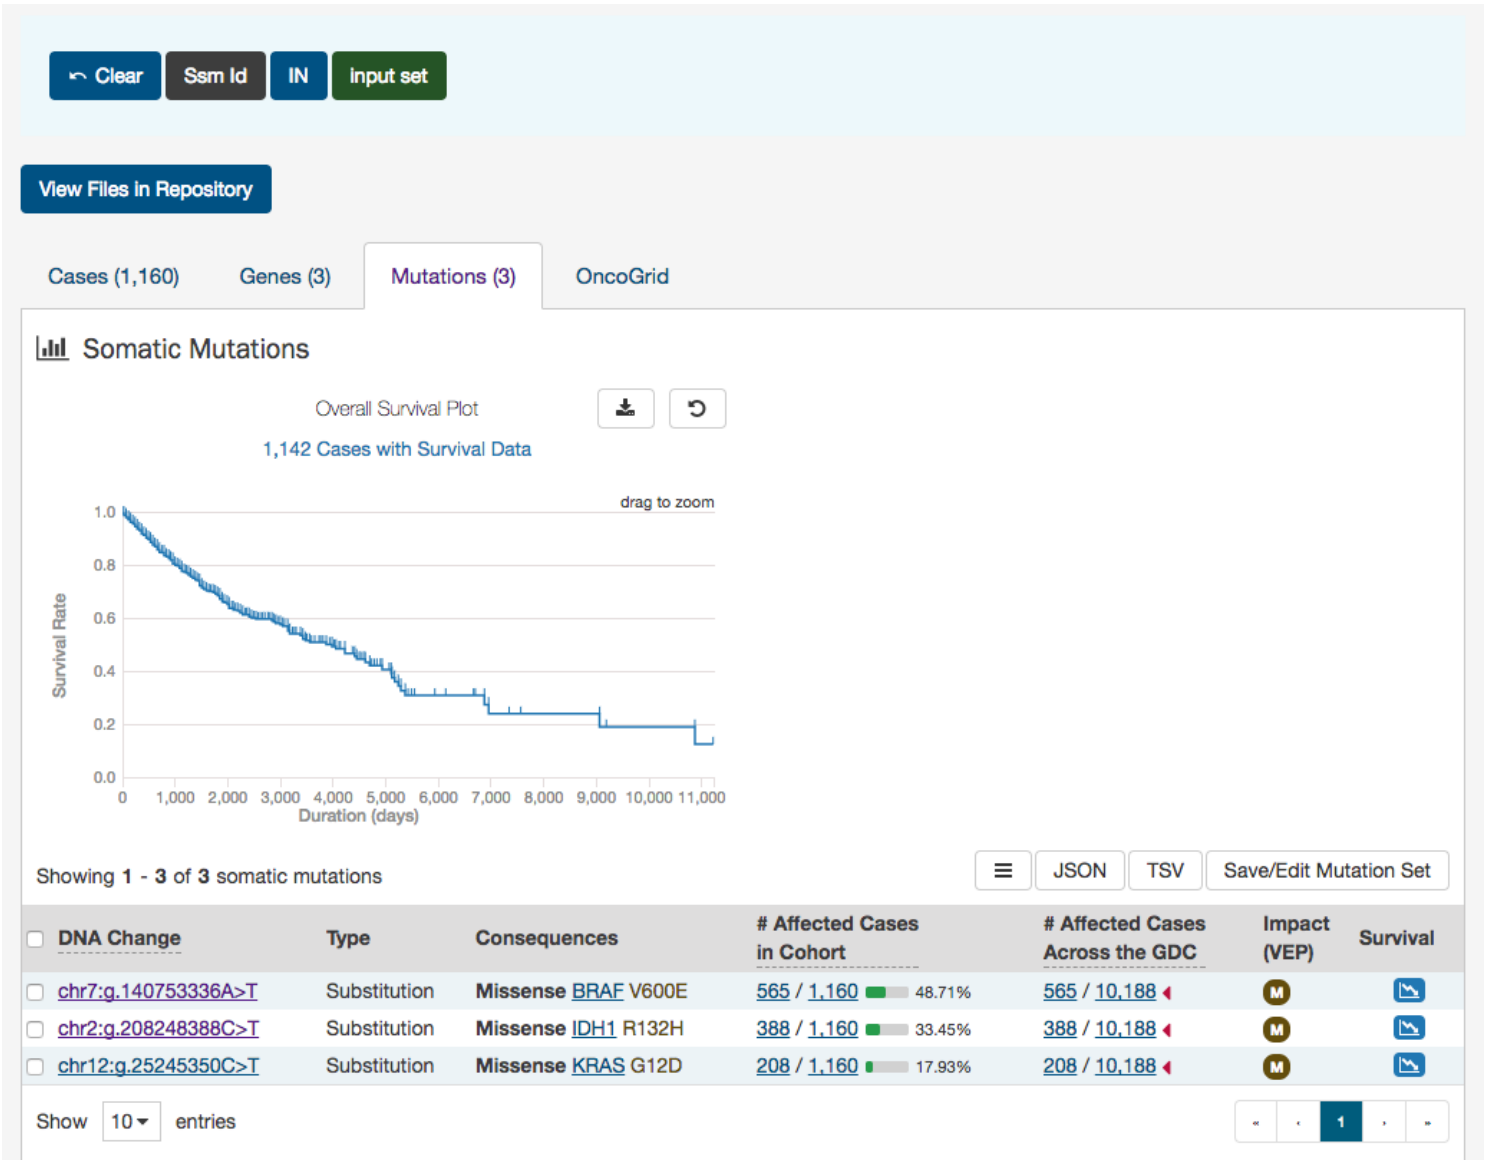 Clear Ssm Id IN input set
View Files in Repository
Cases (1,160) Genes (3) Mutations (3) OncoGrid
Somatic Mutations
Overall Survival Plot
1,142 Cases with Survival Data
drag to zoom
1.0
0.8
0.6
0.4
0.2
0.0
Survival Rate
0 1,000 2,000 3,000 4,000 5,000 6,000 7,000 8,000 9,000 10,000 11,000
Duration (days)
Showing 1 - 3 of 3 somatic mutations JSON TSV Save/Edit Mutation Set
DNA Change Type Consequences # Affected Cases in Cohort # Affected Cases Across the GDC Impact (VEP) Survival
chr7:g.140753336A>T Substitution Missense BRAF V600E 565 / 1,160 48.71% 565 / 10,188 M
chr2:g.208248388C>T Substitution Missense IDH1 R132H 388 / 1,160 33.45% 388 / 10,188 M
chr12:g.25245350C>T Substitution Missense KRAS G12D 208 / 1,160 17.93% 208 / 10,188 M
Show 10 entries « ‹ 1 › »